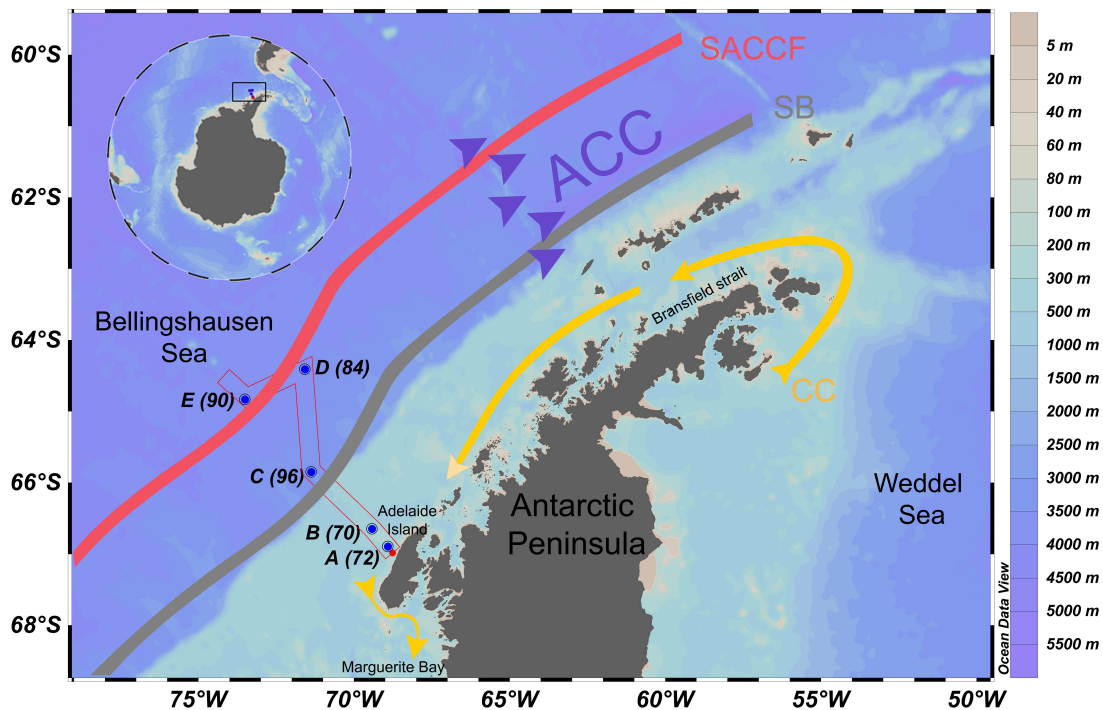 60°S
62°S
64°S
66°S
68°S
75°W
70°W
65°W
60°W
55°W
50°W
SACCF
SB
ACC
Bransfield strait
CC
Bellingshausen
Sea
D (84)
E (90)
C (96)
B (70)
A (72)
Adelaide
Island
Marguerite Bay
Antarctic
Peninsula
Weddel
Sea
Ocean Data View
5 m
20 m
40 m
60 m
80 m
100 m
200 m
300 m
500 m
1000 m
1500 m
2000 m
2500 m
3000 m
3500 m
4000 m
4500 m
5000 m
5500 m